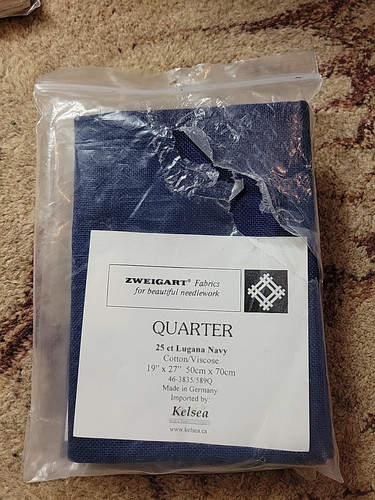 ZWEIGART® Fabrics
for beautiful needlework
QUARTER
25 ct Lugana Navy
Cotton/Viscose
19" x 27" 50cm x 70cm
46-3835/589Q
Made in Germany
Imported by:
Kelsea
www.kelsea.ca